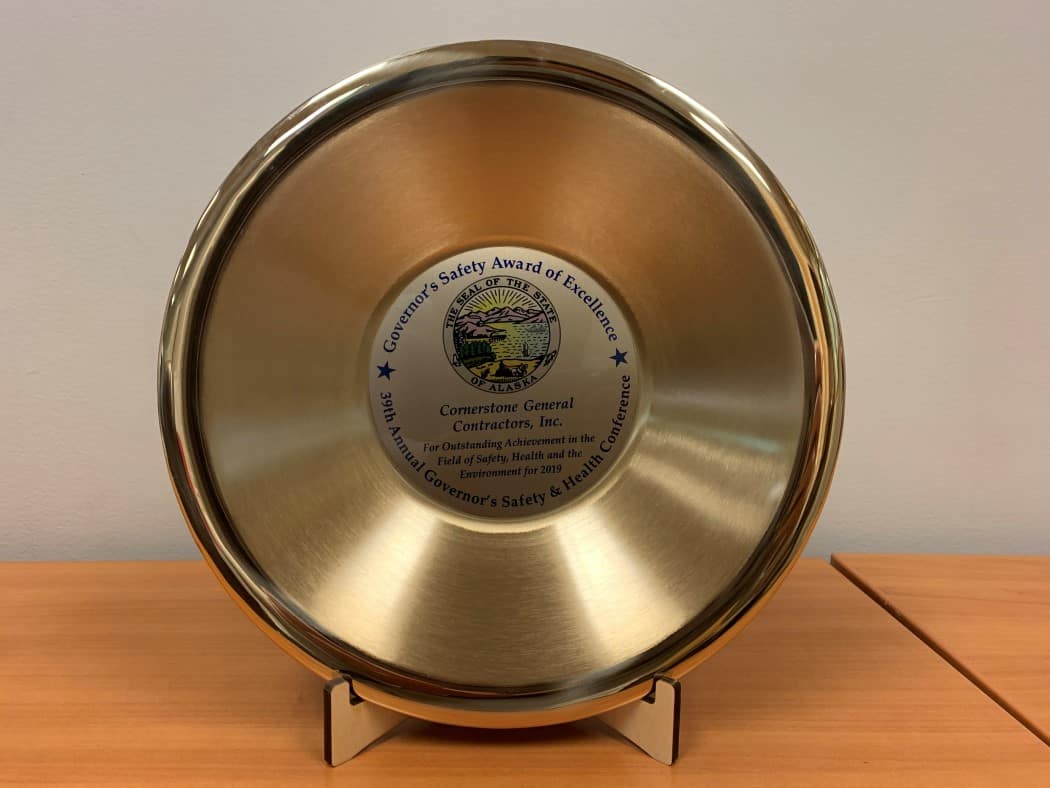 Governor's Safety Award of Excellence
THE SEAL OF THE STATE
OF ALASKA
Cornerstone General
Contractors, Inc.
For Outstanding Achievement in the
Field of Safety, Health and the
Environment for 2019
39th Annual Governor's Safety & Health Conference